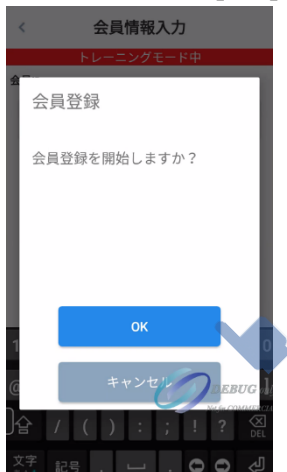 会員情報入力
トレーニングモード中
会員登録
会員登録を開始しますか？
OK
キャンセル
DEBUG
/ ( ) : ; ! ?
DEL
文字
記号